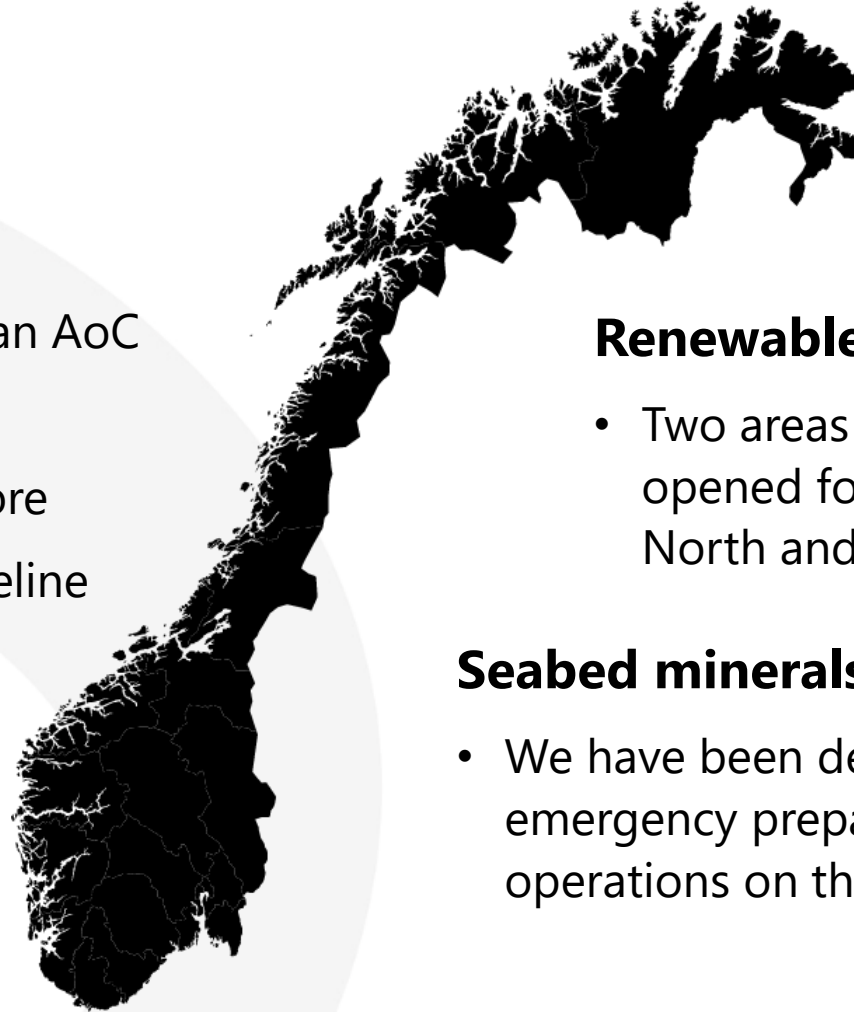 an AoC
ore
eline
Renewable
• Two areas
opened fo
North and
Seabed minerals
• We have been de
emergency prepa
operations on th